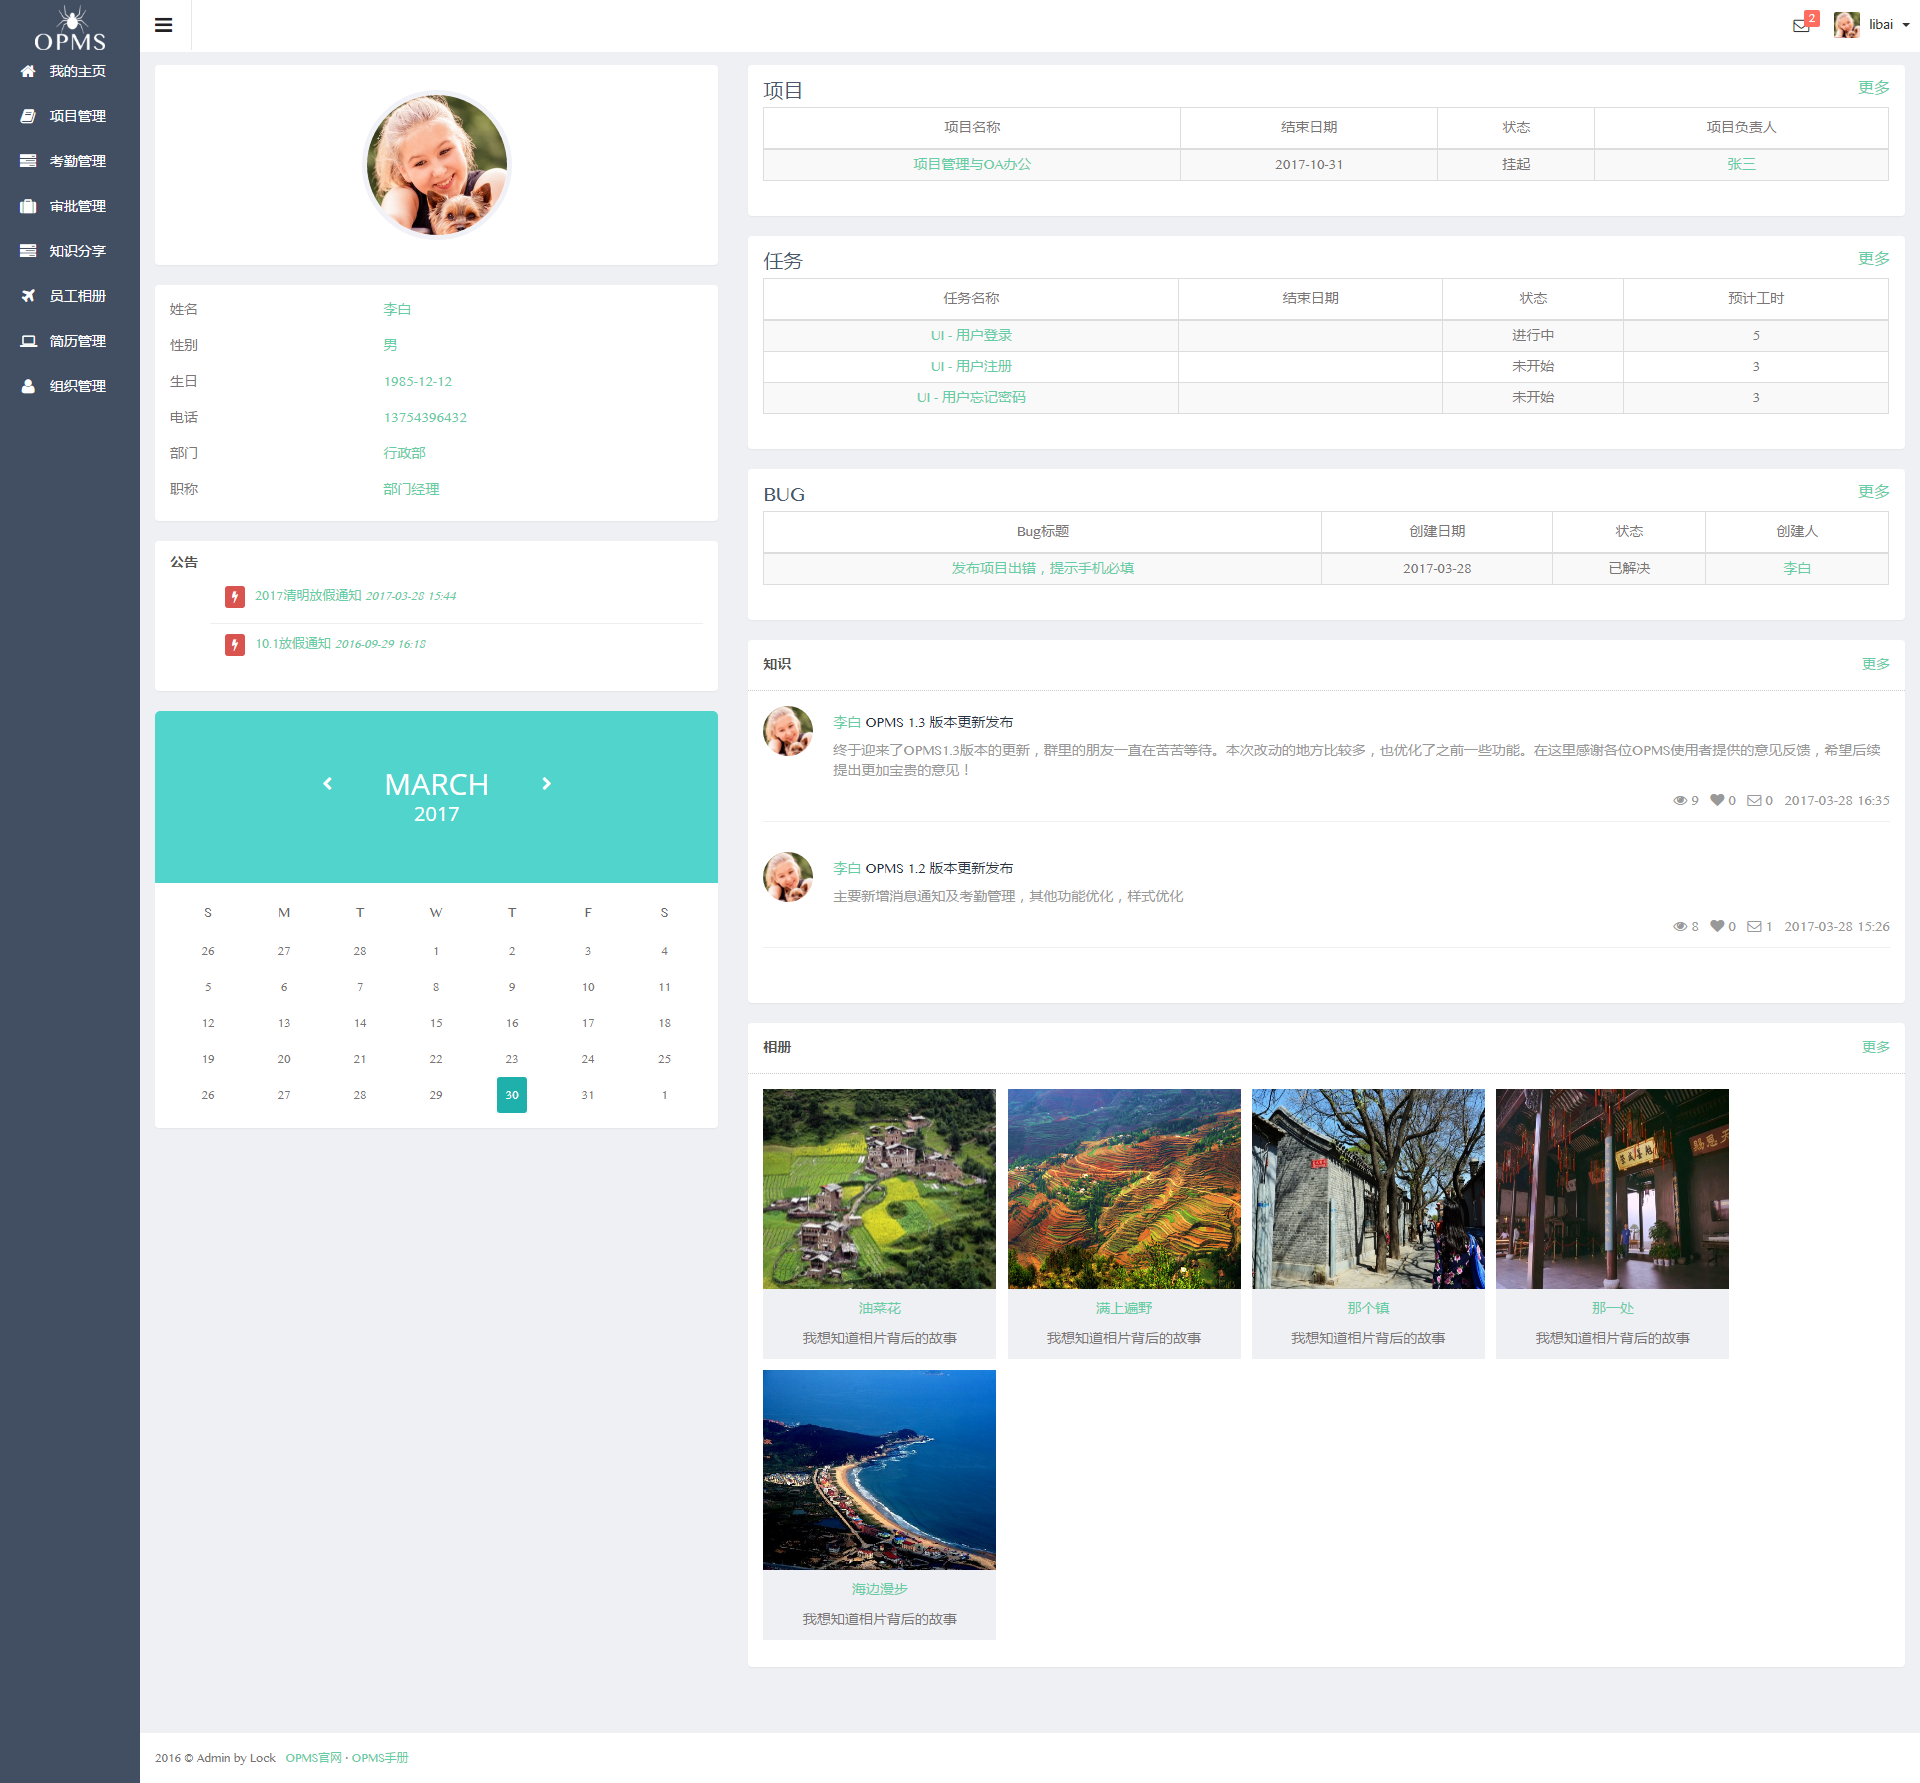 OPMS
我的主页
项目管理
考勤管理
审批管理
知识分享
员工相册
简历管理
组织管理
2
libai
姓名 李白
性别 男
生日 1985-12-12
电话 13754396432
部门 行政部
职称 部门经理
公告
2017清明放假通知 2017-03-28 15:44
10.1放假通知 2016-09-29 16:18
MARCH
2017
S M T W T F S
26 27 28 1 2 3 4
5 6 7 8 9 10 11
12 13 14 15 16 17 18
19 20 21 22 23 24 25
26 27 28 29 30 31 1
项目 更多
项目名称 结束日期 状态 项目负责人
项目管理与OA办公 2017-10-31 挂起 张三
任务 更多
任务名称 结束日期 状态 预计工时
UI - 用户登录 进行中 5
UI - 用户注册 未开始 3
UI - 用户忘记密码 未开始 3
BUG 更多
Bug标题 创建日期 状态 创建人
发布项目出错，提示手机必填 2017-03-28 已解决 李白
知识 更多
李白 OPMS 1.3 版本更新发布
终于迎来了OPMS1.3版本的更新，群里的朋友一直在苦苦等待。本次改动的地方比较多，也优化了之前一些功能。在这里感谢各位OPMS使用者提供的意见反馈，希望后续
提出更加宝贵的意见！
9 0 0 2017-03-28 16:35
李白 OPMS 1.2 版本更新发布
主要新增消息通知及考勤管理，其他功能优化，样式优化
8 0 1 2017-03-28 15:26
相册 更多
油菜花 满上遍野 那个镇 那一处
我想知道相片背后的故事 我想知道相片背后的故事 我想知道相片背后的故事 我想知道相片背后的故事
海边漫步
我想知道相片背后的故事
2016 © Admin by Lock OPMS官网 · OPMS手册